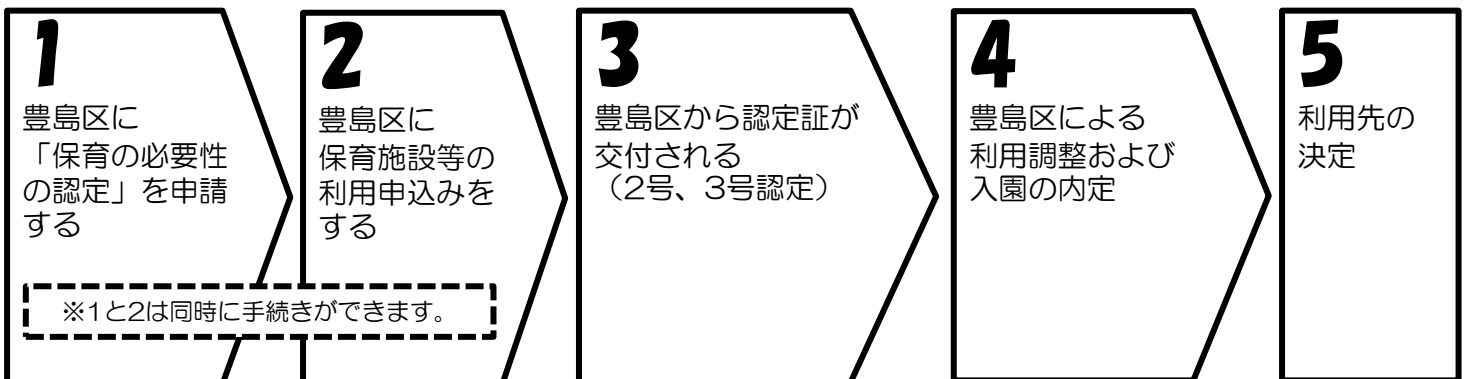 1
豊島区に
「保育の必要性
の認定」を申請
する
2
豊島区に
保育施設等の
利用申込みを
する
※1と2は同時に手続きができます。
3
豊島区から認定証が
交付される
（2号、3号認定）
4
豊島区による
利用調整および
入園の内定
5
利用先の
決定